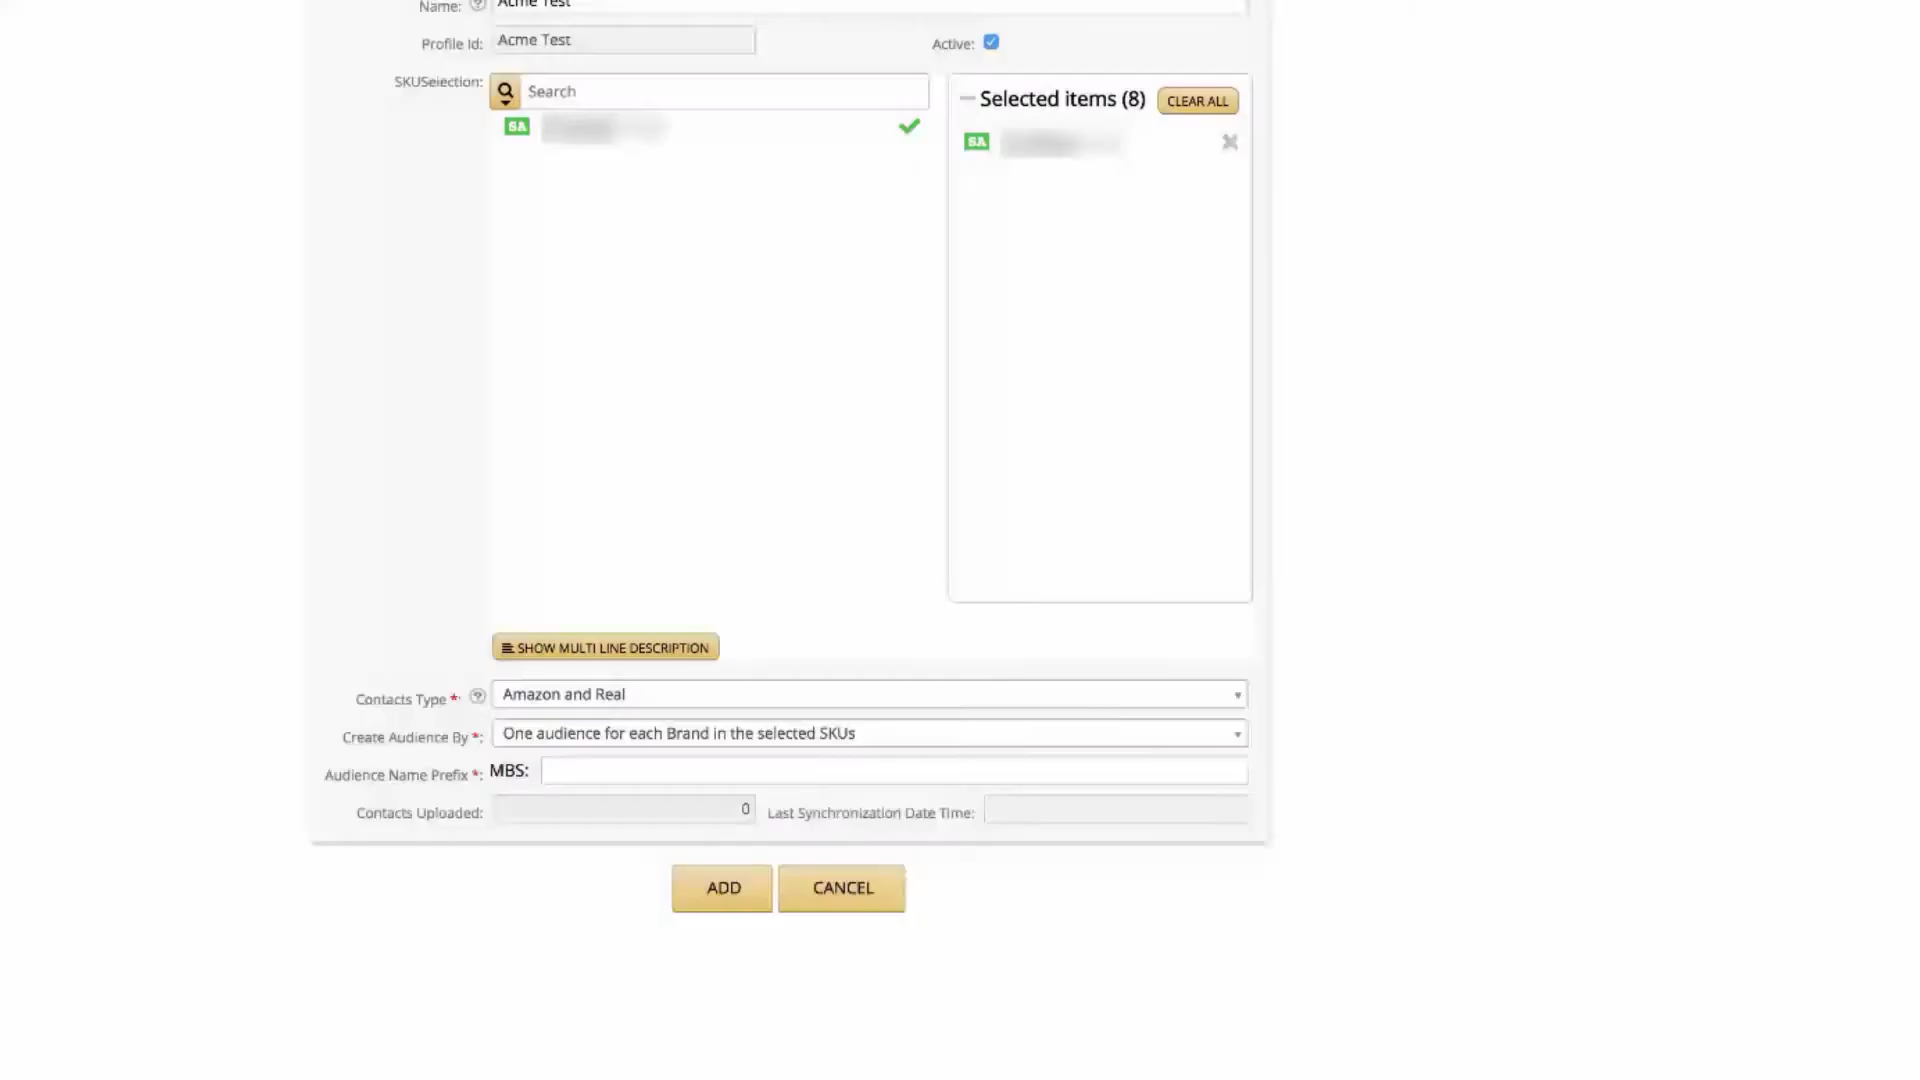 Name: ? Acme Test
Profile Id: Acme Test Active:
SKUSelection: Search
Selected items (8) CLEAR ALL
SA
SA
SHOW MULTI LINE DESCRIPTION
Contacts Type *: ? Amazon and Real
Create Audience By *: One audience for each Brand in the selected SKUs
Audience Name Prefix *: MBS:
Contacts Uploaded: 0 Last Synchronization Date Time:
ADD CANCEL